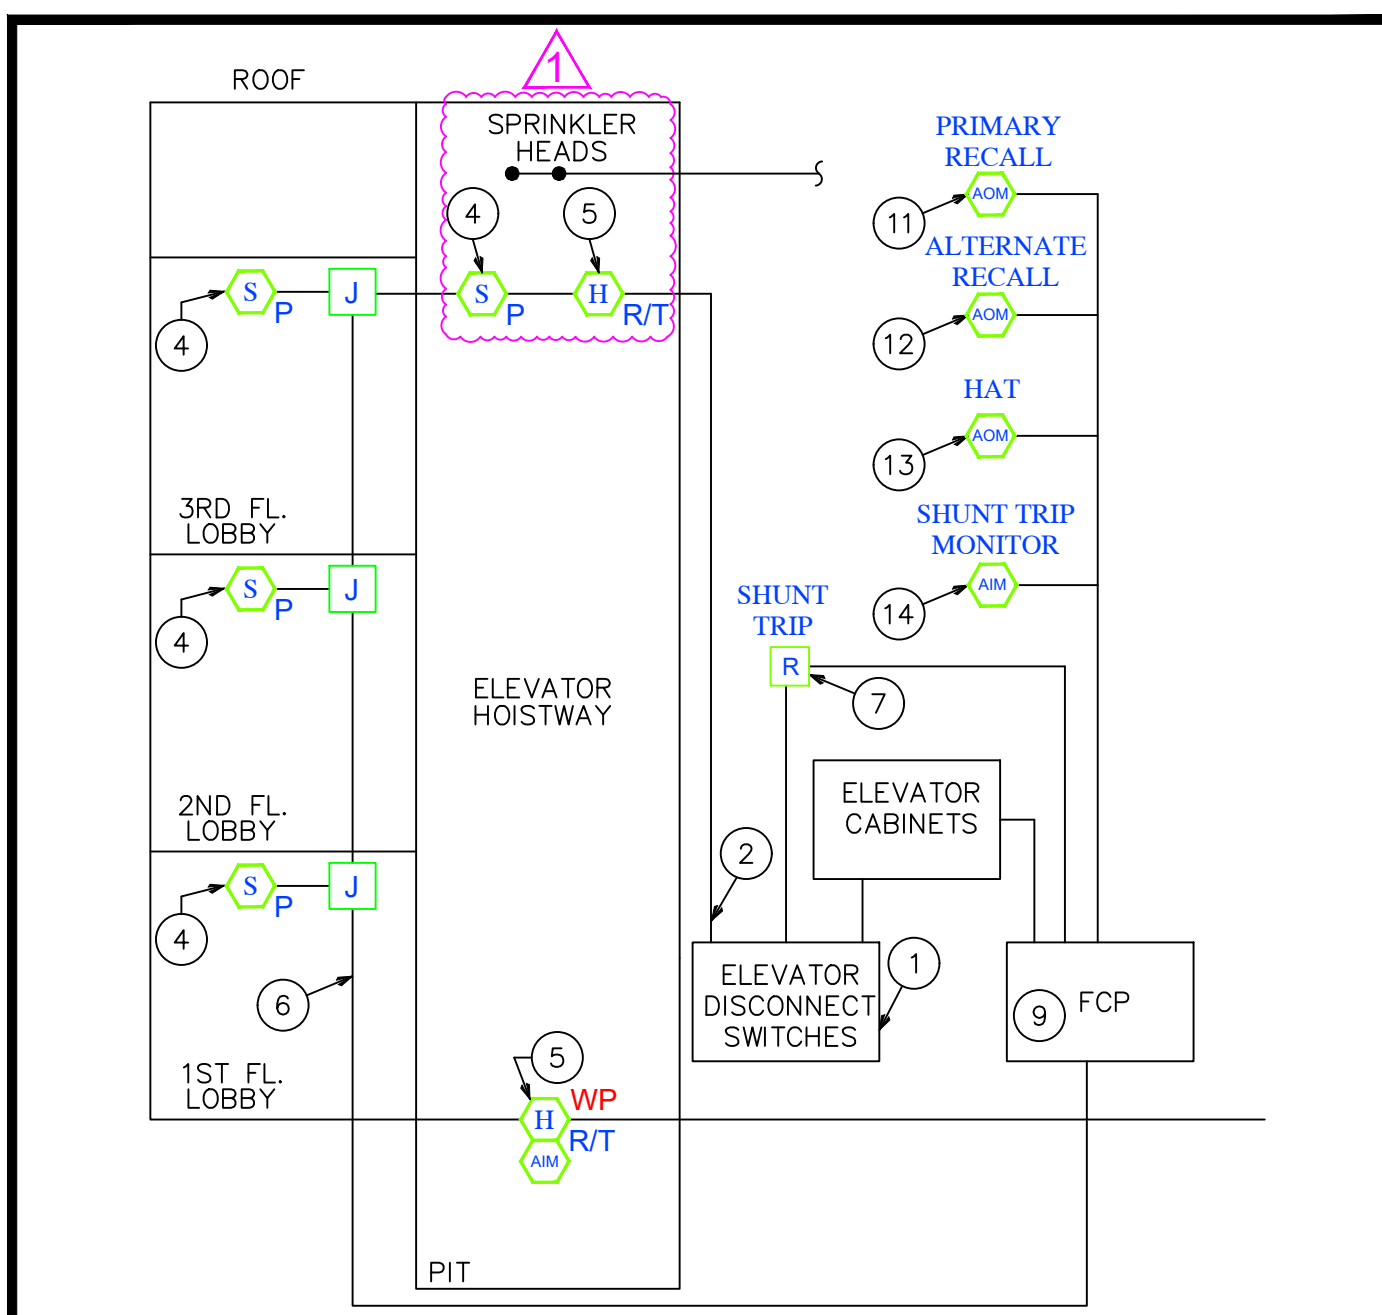 ROOF
1
SPRINKLER
HEADS
4
5
S
P
J
S
P
H
R/T
4
3RD FL.
LOBBY
S
P
J
4
2ND FL.
LOBBY
S
P
J
4
6
1ST FL.
LOBBY
ELEVATOR
HOISTWAY
5
H
WP
R/T
AIM
PIT
PRIMARY
RECALL
AOM
11
ALTERNATE
RECALL
AOM
12
HAT
AOM
13
SHUNT TRIP
MONITOR
AIM
14
SHUNT
TRIP
R
7
ELEVATOR
CABINETS
2
1
ELEVATOR
DISCONNECT
SWITCHES
9
FCP